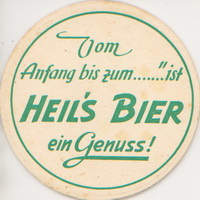 Vom
Anfang bis zum......."ist
HEIL'S BIER
ein Genuss!